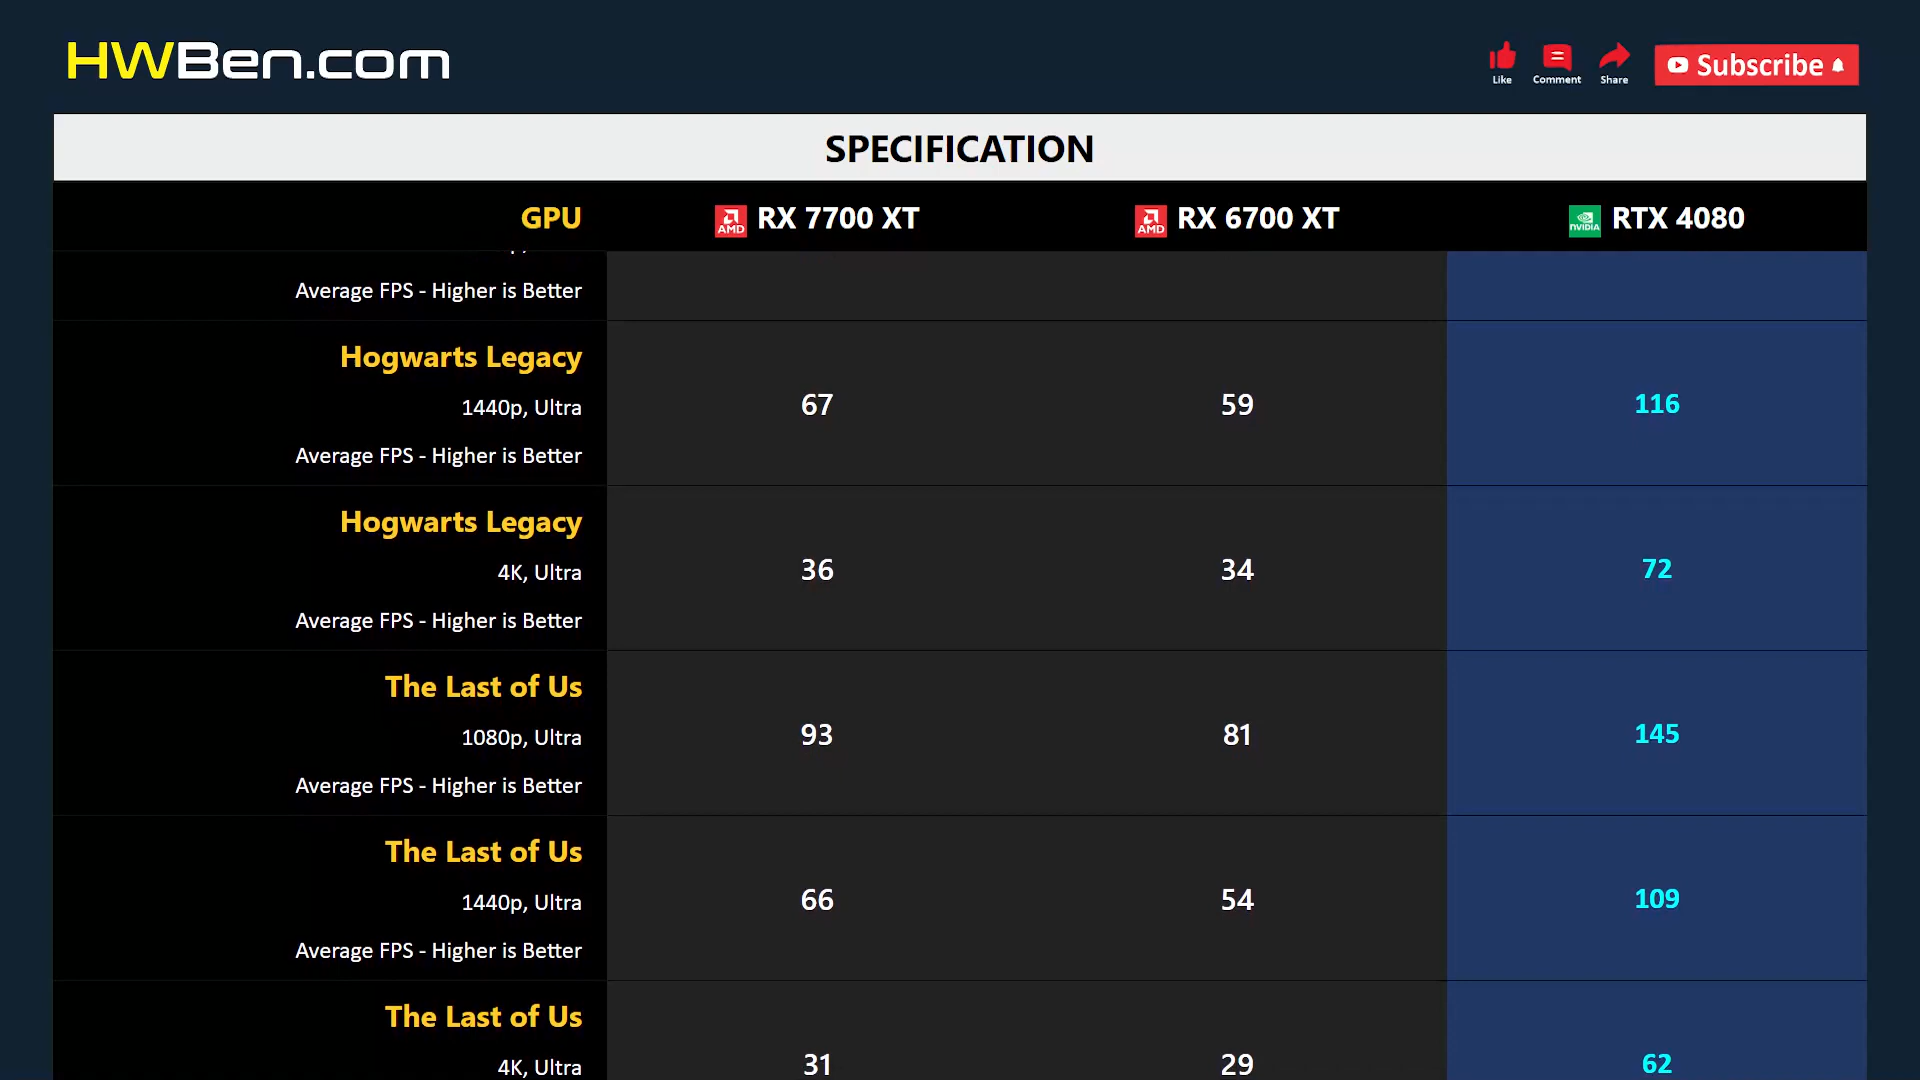 HWBen.com
Like Comment Share Subscribe
SPECIFICATION
GPU AMD RX 7700 XT AMD RX 6700 XT NVIDIA RTX 4080
Average FPS - Higher is Better
Hogwarts Legacy
1440p, Ultra 67 59 116
Average FPS - Higher is Better
Hogwarts Legacy
4K, Ultra 36 34 72
Average FPS - Higher is Better
The Last of Us
1080p, Ultra 93 81 145
Average FPS - Higher is Better
The Last of Us
1440p, Ultra 66 54 109
Average FPS - Higher is Better
The Last of Us
4K, Ultra 31 29 62